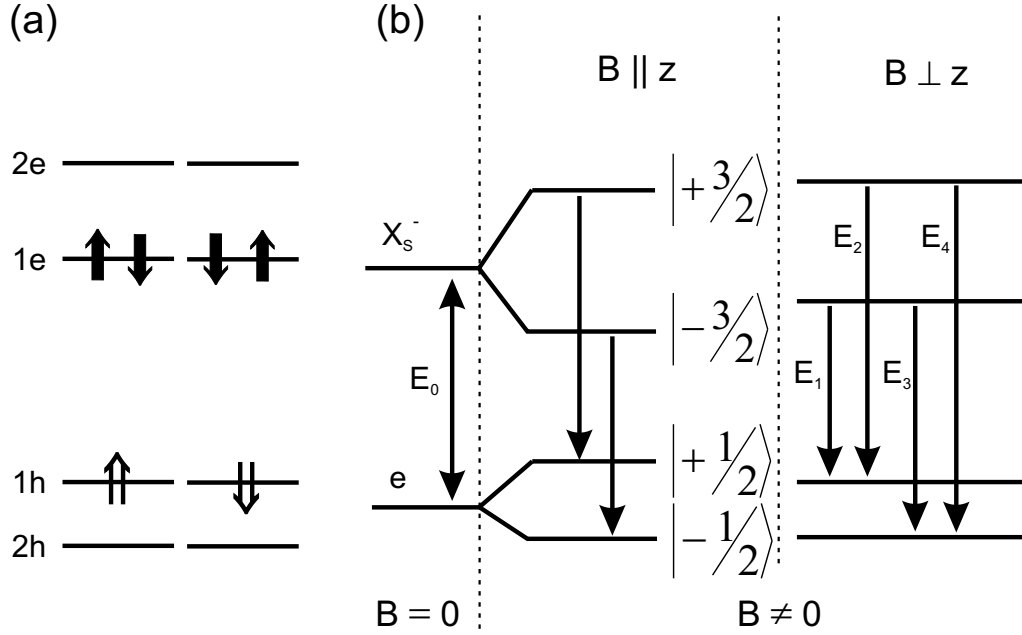 (a)
2e
1e
1h
2h
(b)
B || z
B ⊥ z
X_S^-
E_0
e
|+ 3/2⟩
|− 3/2⟩
|+ 1/2⟩
|− 1/2⟩
E_2
E_4
E_1
E_3
B = 0
B ≠ 0